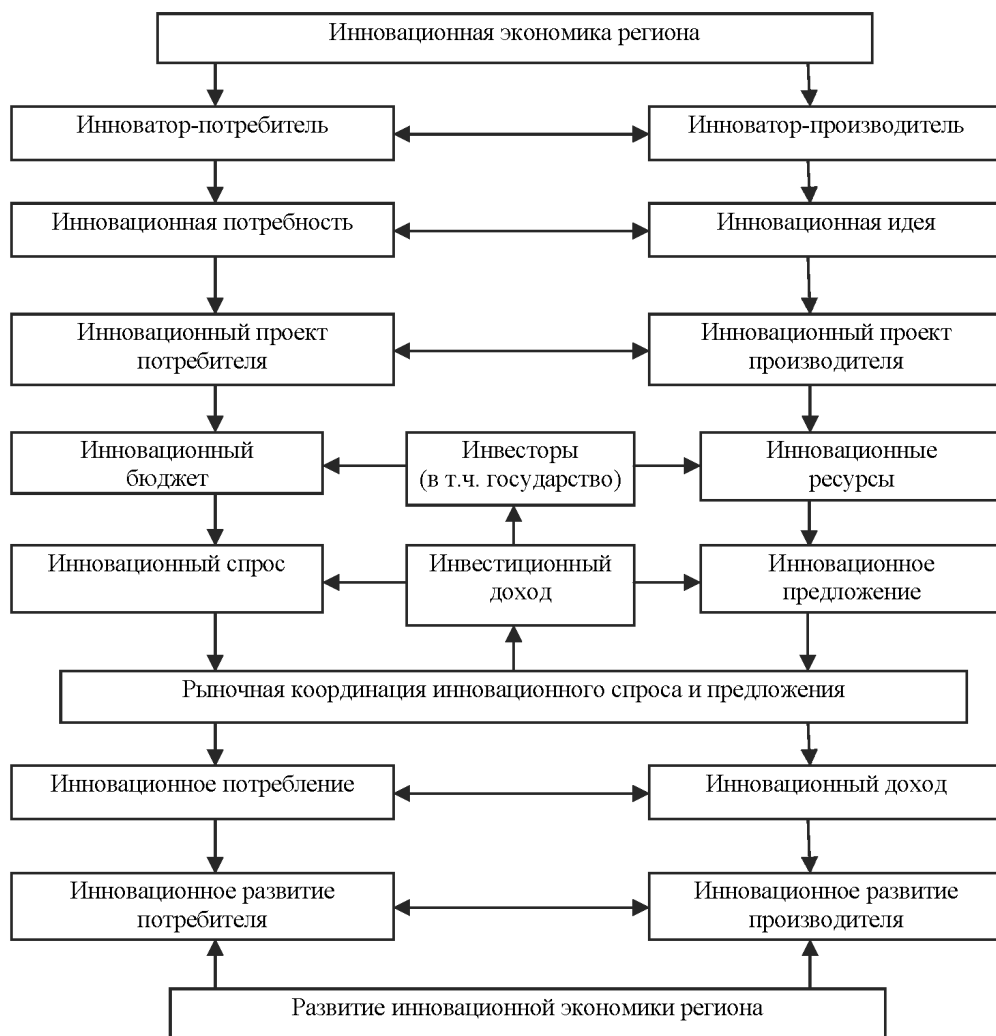 Инновационная экономика региона
Инноватор-потребитель
Инноватор-производитель
Инновационная потребность
Инновационная идея
Инновационный проект
потребителя
Инновационный проект
производителя
Инновационный
бюджет
Инвесторы
(в т.ч. государство)
Инновационные
ресурсы
Инновационный спрос
Инвестиционный
доход
Инновационное
предложение
Рыночная координация инновационного спроса и предложения
Инновационное потребление
Инновационный доход
Инновационное развитие
потребителя
Инновационное развитие
производителя
Развитие инновационной экономики региона